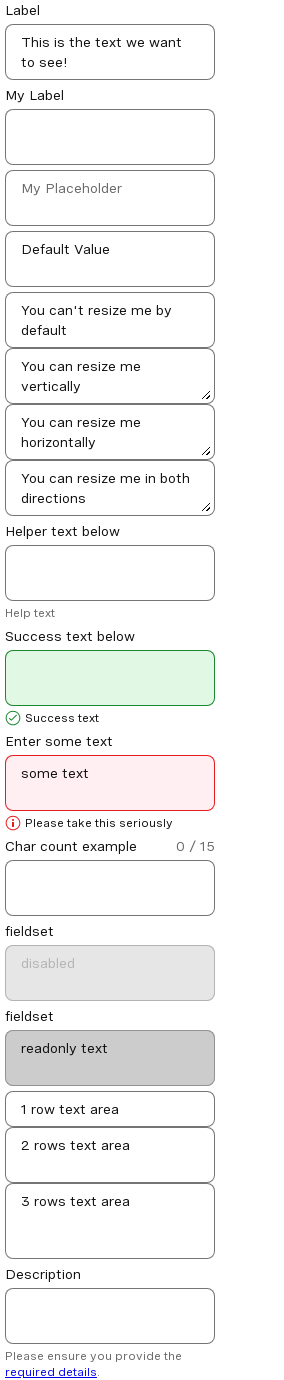 Label
This is the text we want
to see!
My Label
My Placeholder
Default Value
You can't resize me by
default
You can resize me
vertically
You can resize me
horizontally
You can resize me in both
directions
Helper text below
Help text
Success text below
Success text
Enter some text
some text
Please take this seriously
Char count example 0 / 15
fieldset
disabled
fieldset
readonly text
1 row text area
2 rows text area
3 rows text area
Description
Please ensure you provide the
required details.